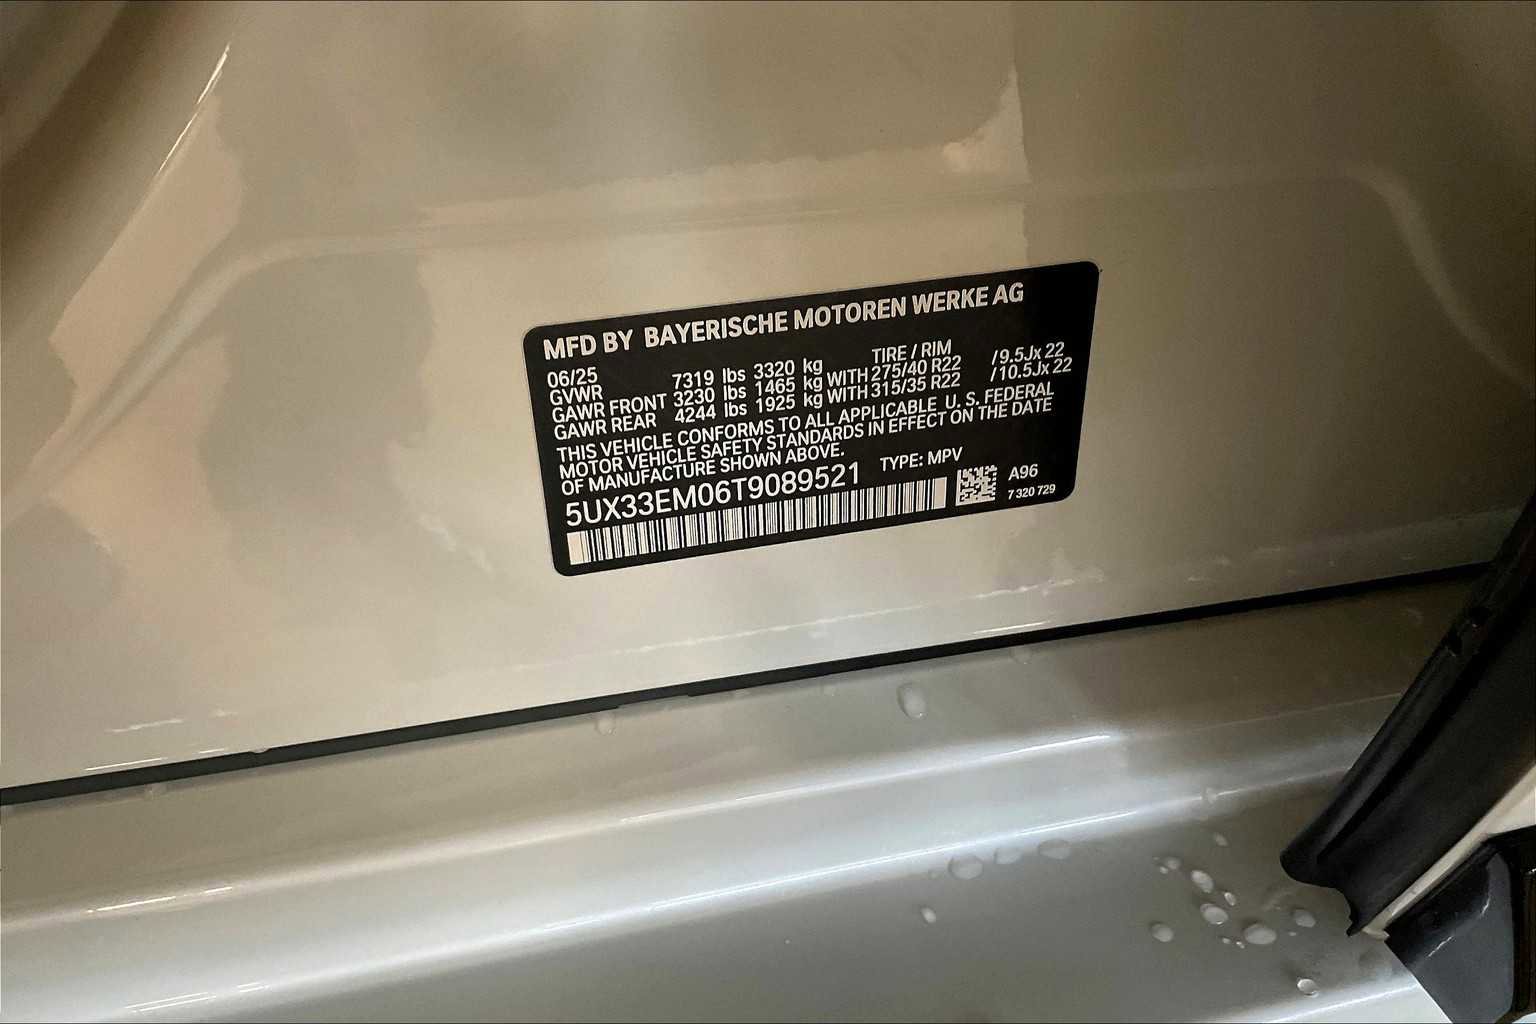 MFD BY BAYERISCHE MOTOREN WERKE AG
06/25 TIRE / RIM
GVWR 7319 lbs 3320 kg
GAWR FRONT 3230 lbs 1465 kg WITH 275/40 R22 /9.5Jx 22
GAWR REAR 4244 lbs 1925 kg WITH 315/35 R22 /10.5Jx 22
THIS VEHICLE CONFORMS TO ALL APPLICABLE U. S. FEDERAL
MOTOR VEHICLE SAFETY STANDARDS IN EFFECT ON THE DATE
OF MANUFACTURE SHOWN ABOVE.
5UX33EM06T9089521 TYPE: MPV
A96
7 320 729